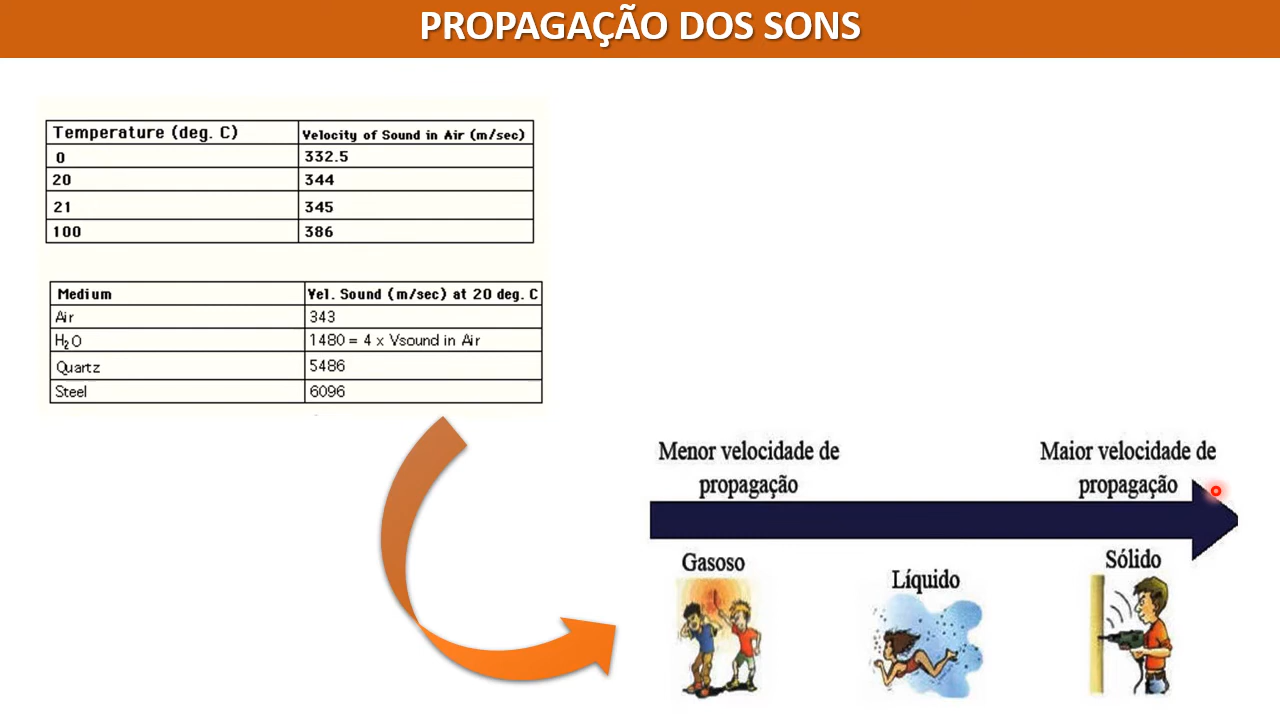 PROPAGAÇÃO DOS SONS
Temperature (deg. C) Velocity of Sound in Air (m/sec)
0 332.5
20 344
21 345
100 386
Medium Vel. Sound (m/sec) at 20 deg. C
Air 343
H₂O 1480 = 4 x Vsound in Air
Quartz 5486
Steel 6096
Menor velocidade de
propagação
Maior velocidade de
propagação
Gasoso
Líquido
Sólido